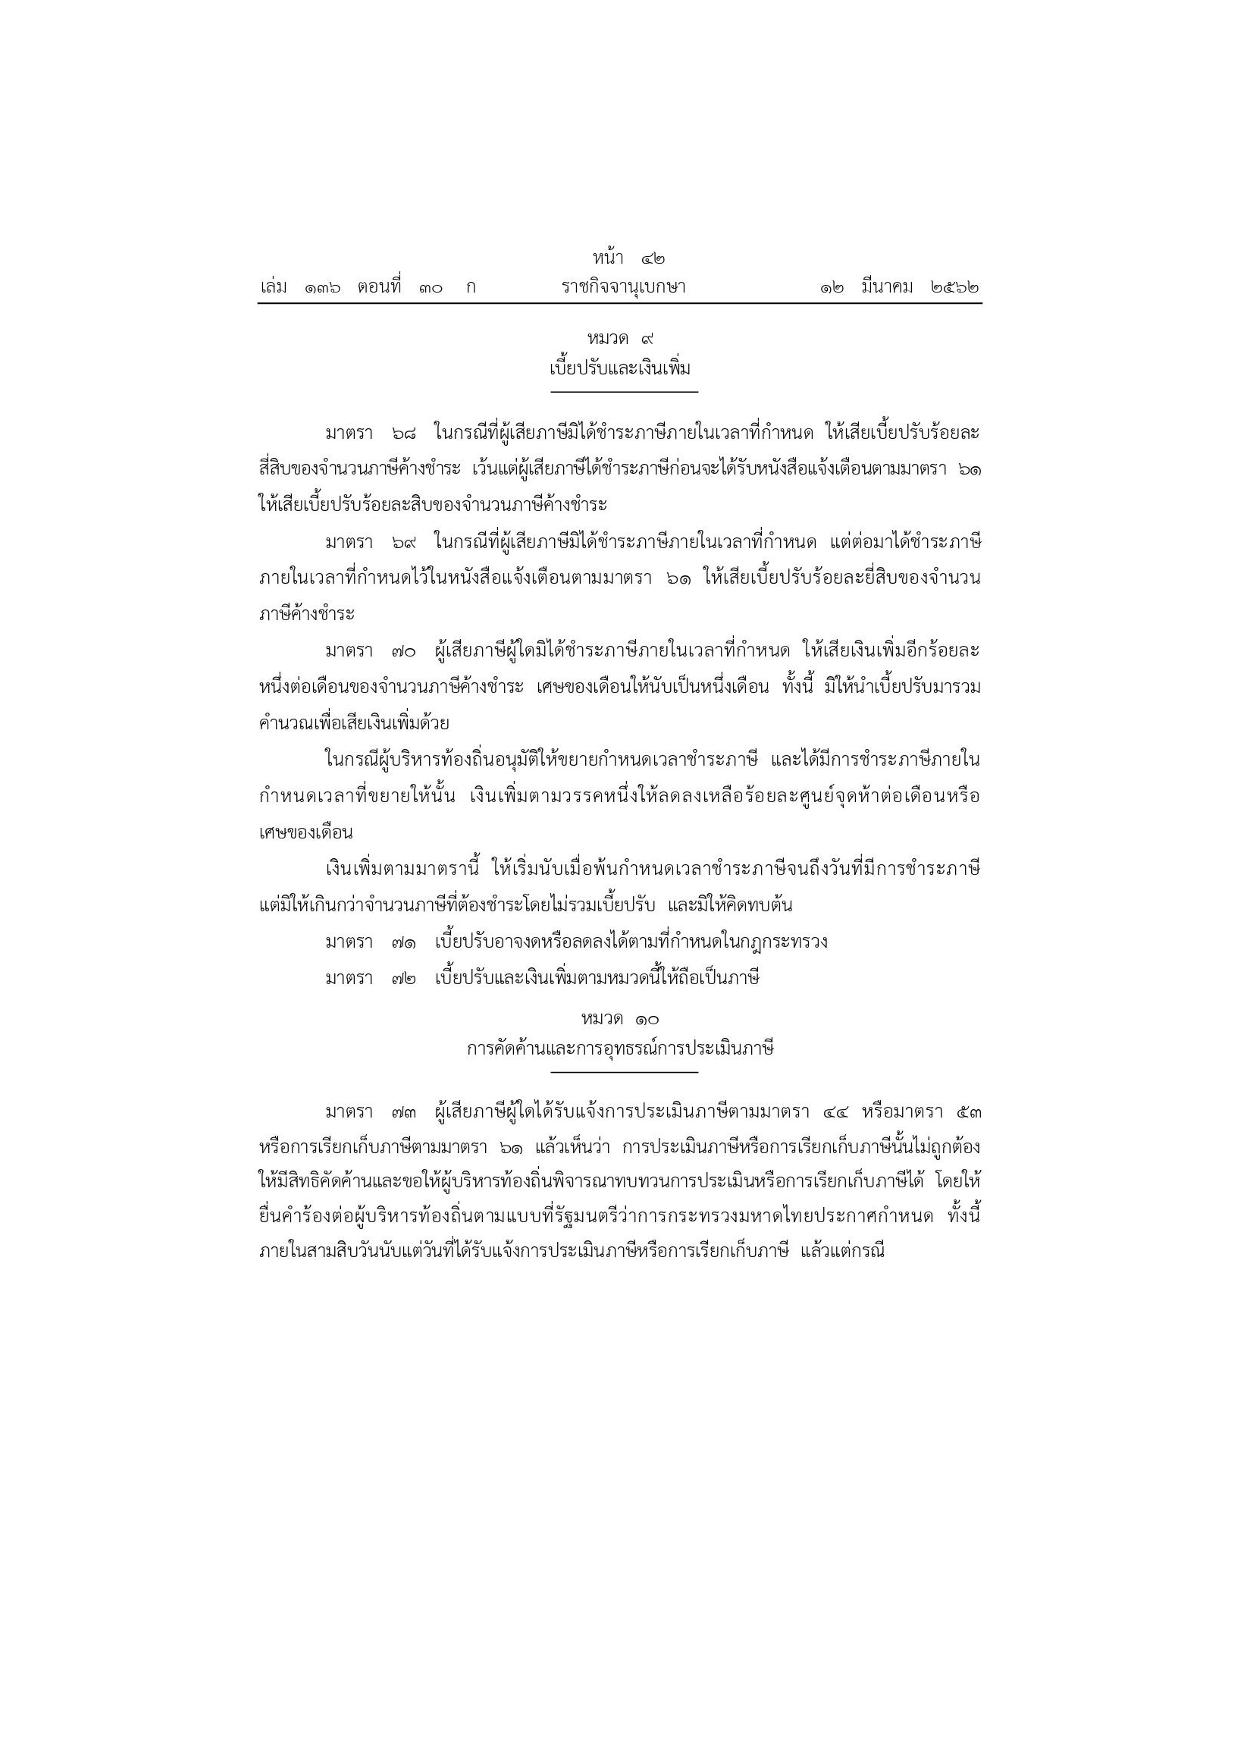 หน้า ๔๒
เล่ม ๑๓๖ ตอนที่ ๓๐ ก ราชกิจจานุเบกษา ๑๒ มีนาคม ๒๕๖๒
หมวด ๙
เบี้ยปรับและเงินเพิ่ม
มาตรา ๖๘ ในกรณีที่ผู้เสียภาษีมิได้ชำระภาษีภายในเวลาที่กำหนด ให้เสียเบี้ยปรับร้อยละ
สี่สิบของจำนวนภาษีค้างชำระ เว้นแต่ผู้เสียภาษีได้ชำระภาษีก่อนจะได้รับหนังสือแจ้งเตือนตามมาตรา ๖๑
ให้เสียเบี้ยปรับร้อยละสิบของจำนวนภาษีค้างชำระ
มาตรา ๖๙ ในกรณีที่ผู้เสียภาษีมิได้ชำระภาษีภายในเวลาที่กำหนด แต่ต่อมาได้ชำระภาษี
ภายในเวลาที่กำหนดไว้ในหนังสือแจ้งเตือนตามมาตรา ๖๑ ให้เสียเบี้ยปรับร้อยละยี่สิบของจำนวน
ภาษีค้างชำระ
มาตรา ๗๐ ผู้เสียภาษีผู้ใดมิได้ชำระภาษีภายในเวลาที่กำหนด ให้เสียเงินเพิ่มอีกร้อยละ
หนึ่งต่อเดือนของจำนวนภาษีค้างชำระ เศษของเดือนให้นับเป็นหนึ่งเดือน ทั้งนี้ มิให้นำเบี้ยปรับมารวม
คำนวณเพื่อเสียเงินเพิ่มด้วย
ในกรณีผู้บริหารท้องถิ่นอนุมัติให้ขยายกำหนดเวลาชำระภาษี และได้มีการชำระภาษีภายใน
กำหนดเวลาที่ขยายให้นั้น เงินเพิ่มตามวรรคหนึ่งให้ลดลงเหลือร้อยละศูนย์จุดห้าต่อเดือนหรือ
เศษของเดือน
เงินเพิ่มตามมาตรานี้ ให้เริ่มนับเมื่อพ้นกำหนดเวลาชำระภาษีจนถึงวันที่มีการชำระภาษี
แต่มิให้เกินกว่าจำนวนภาษีที่ต้องชำระโดยไม่รวมเบี้ยปรับ และมิให้คิดทบต้น
มาตรา ๗๑ เบี้ยปรับอาจงดหรือลดลงได้ตามที่กำหนดในกฎกระทรวง
มาตรา ๗๒ เบี้ยปรับและเงินเพิ่มตามหมวดนี้ให้ถือเป็นภาษี
หมวด ๑๐
การคัดค้านและการอุทธรณ์การประเมินภาษี
มาตรา ๗๓ ผู้เสียภาษีผู้ใดได้รับแจ้งการประเมินภาษีตามมาตรา ๔๔ หรือมาตรา ๕๓
หรือการเรียกเก็บภาษีตามมาตรา ๖๑ แล้วเห็นว่า การประเมินภาษีหรือการเรียกเก็บภาษีนั้นไม่ถูกต้อง
ให้มีสิทธิคัดค้านและขอให้ผู้บริหารท้องถิ่นพิจารณาทบทวนการประเมินหรือการเรียกเก็บภาษีได้ โดยให้
ยื่นคำร้องต่อผู้บริหารท้องถิ่นตามแบบที่รัฐมนตรีว่าการกระทรวงมหาดไทยประกาศกำหนด ทั้งนี้
ภายในสามสิบวันนับแต่วันที่ได้รับแจ้งการประเมินภาษีหรือการเรียกเก็บภาษี แล้วแต่กรณี